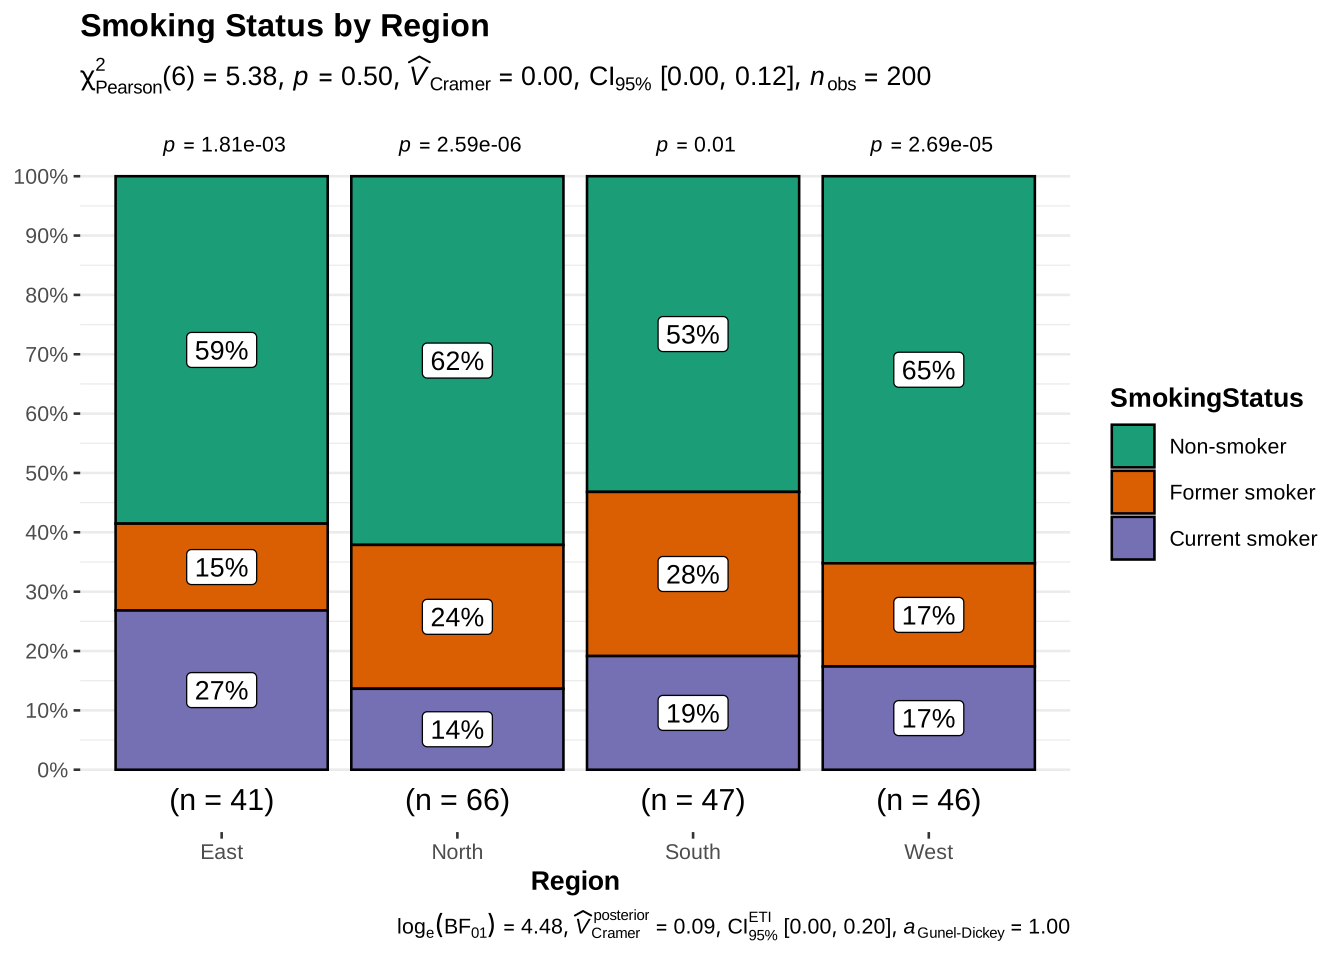 Smoking Status by Region
χ²Pearson(6) = 5.38, p = 0.50, V̂Cramer = 0.00, CI95% [0.00, 0.12], nobs = 200
p = 1.81e-03 p = 2.59e-06 p = 0.01 p = 2.69e-05
100%
90%
80%
70%
60%
50%
40%
30%
20%
10%
0%
59% 62% 53% 65%
15% 24% 28% 17%
27% 14% 19% 17%
(n = 41) (n = 66) (n = 47) (n = 46)
East North South West
Region
SmokingStatus
Non-smoker
Former smoker
Current smoker
loge(BF01) = 4.48, V̂posteriorCramer = 0.09, CIETI95% [0.00, 0.20], aGunel-Dickey = 1.00